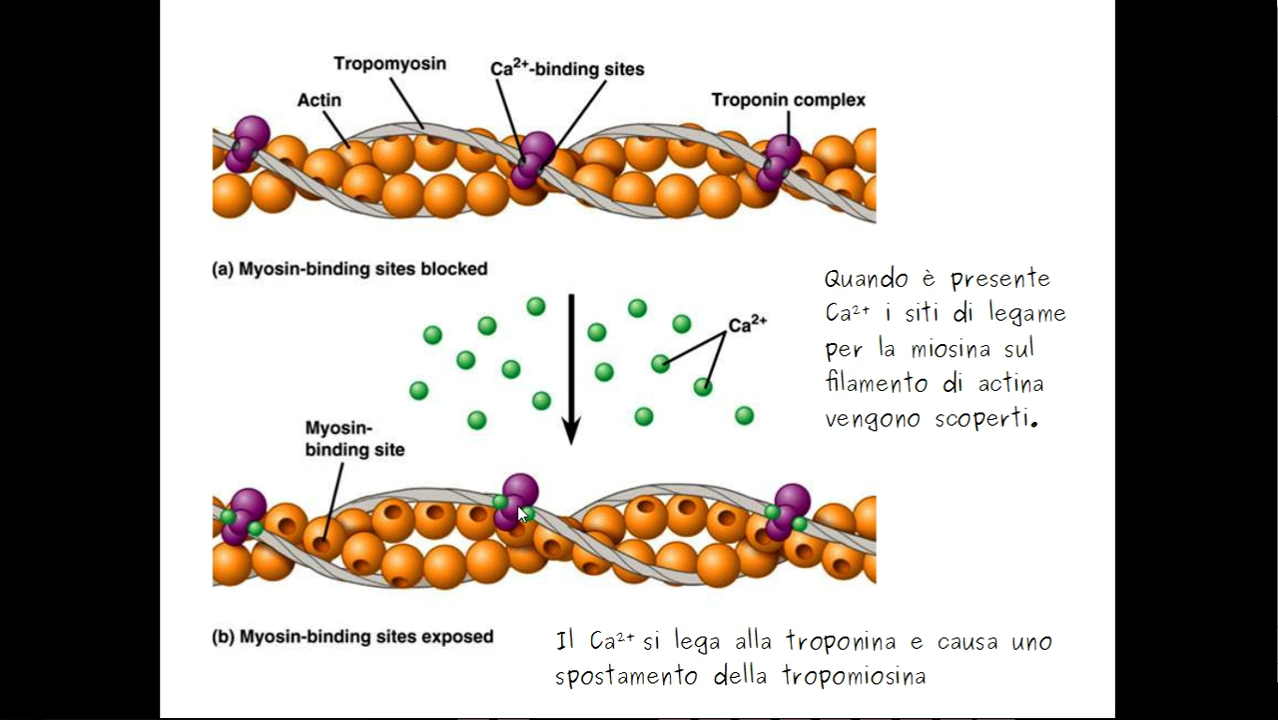 Tropomyosin
Ca²⁺-binding sites
Actin
Troponin complex
(a) Myosin-binding sites blocked
Quando è presente
Ca²⁺ i siti di legame
per la miosina sul
filamento di actina
vengono scoperti.
Ca²⁺
Myosin-
binding site
(b) Myosin-binding sites exposed
Il Ca²⁺ si lega alla troponina e causa uno
spostamento della tropomiosina